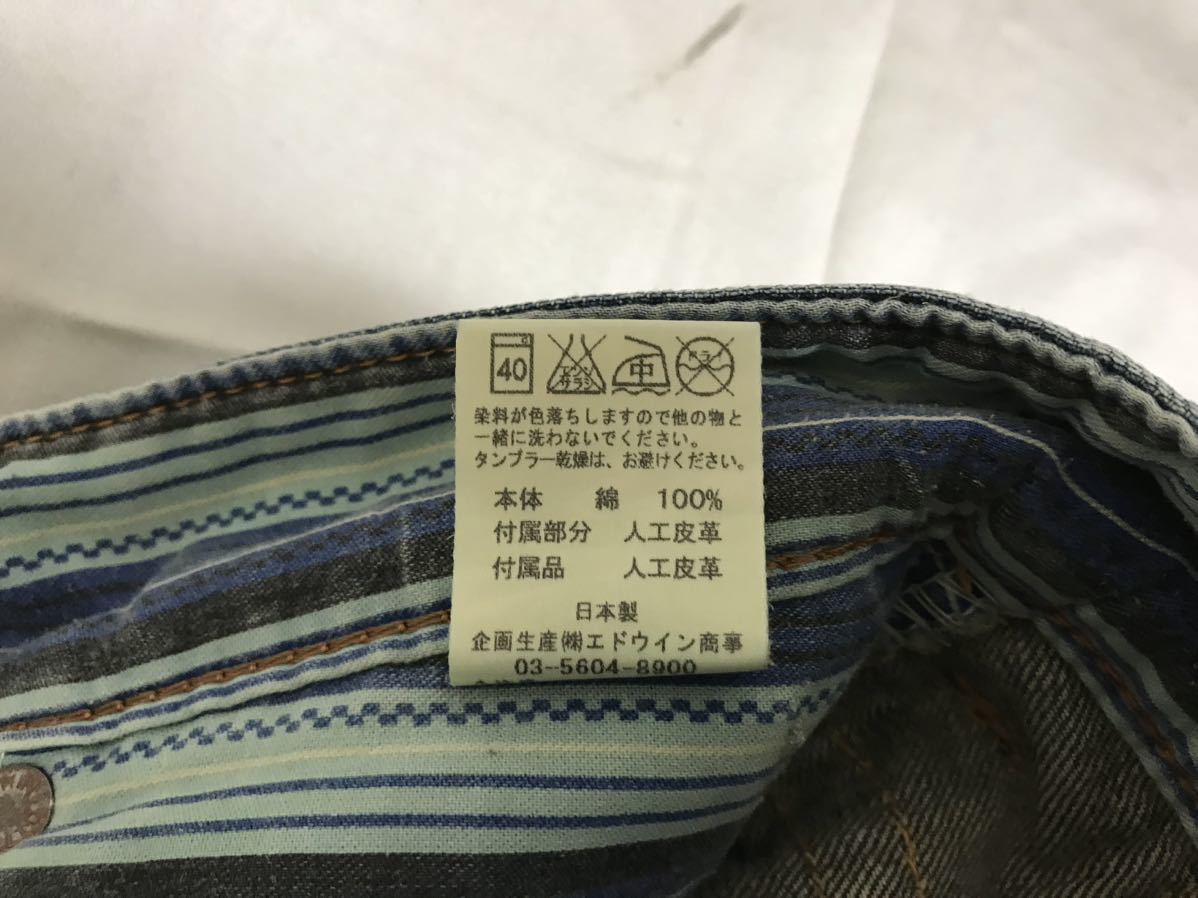 40 エンソサラシ 中 ドライ
染料が色落ちしますので他の物と
一緒に洗わないでください。
タンブラー乾燥は、お避けください。
本体 綿 100%
付属部分 人工皮革
付属品 人工皮革
日本製
企画生産㈱エドウイン商事
03-5604-8900